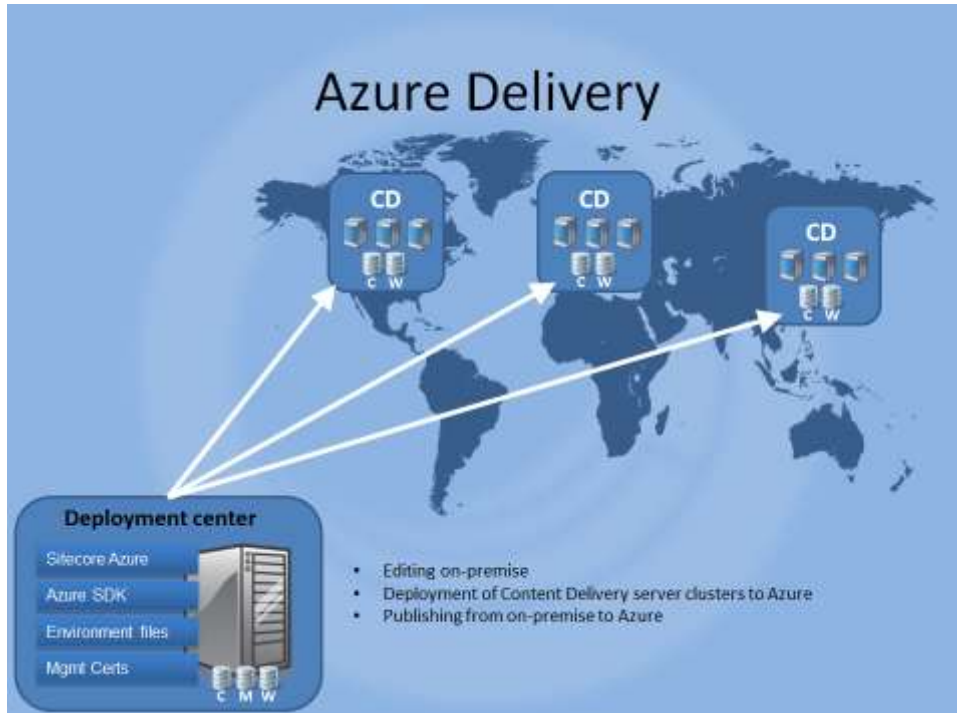 Azure Delivery
CD
C W
CD
C W
CD
C W
Deployment center
Sitecore Azure
Azure SDK
Environment files
Mgmt Certs
C M W
• Editing on-premise
• Deployment of Content Delivery server clusters to Azure
• Publishing from on-premise to Azure